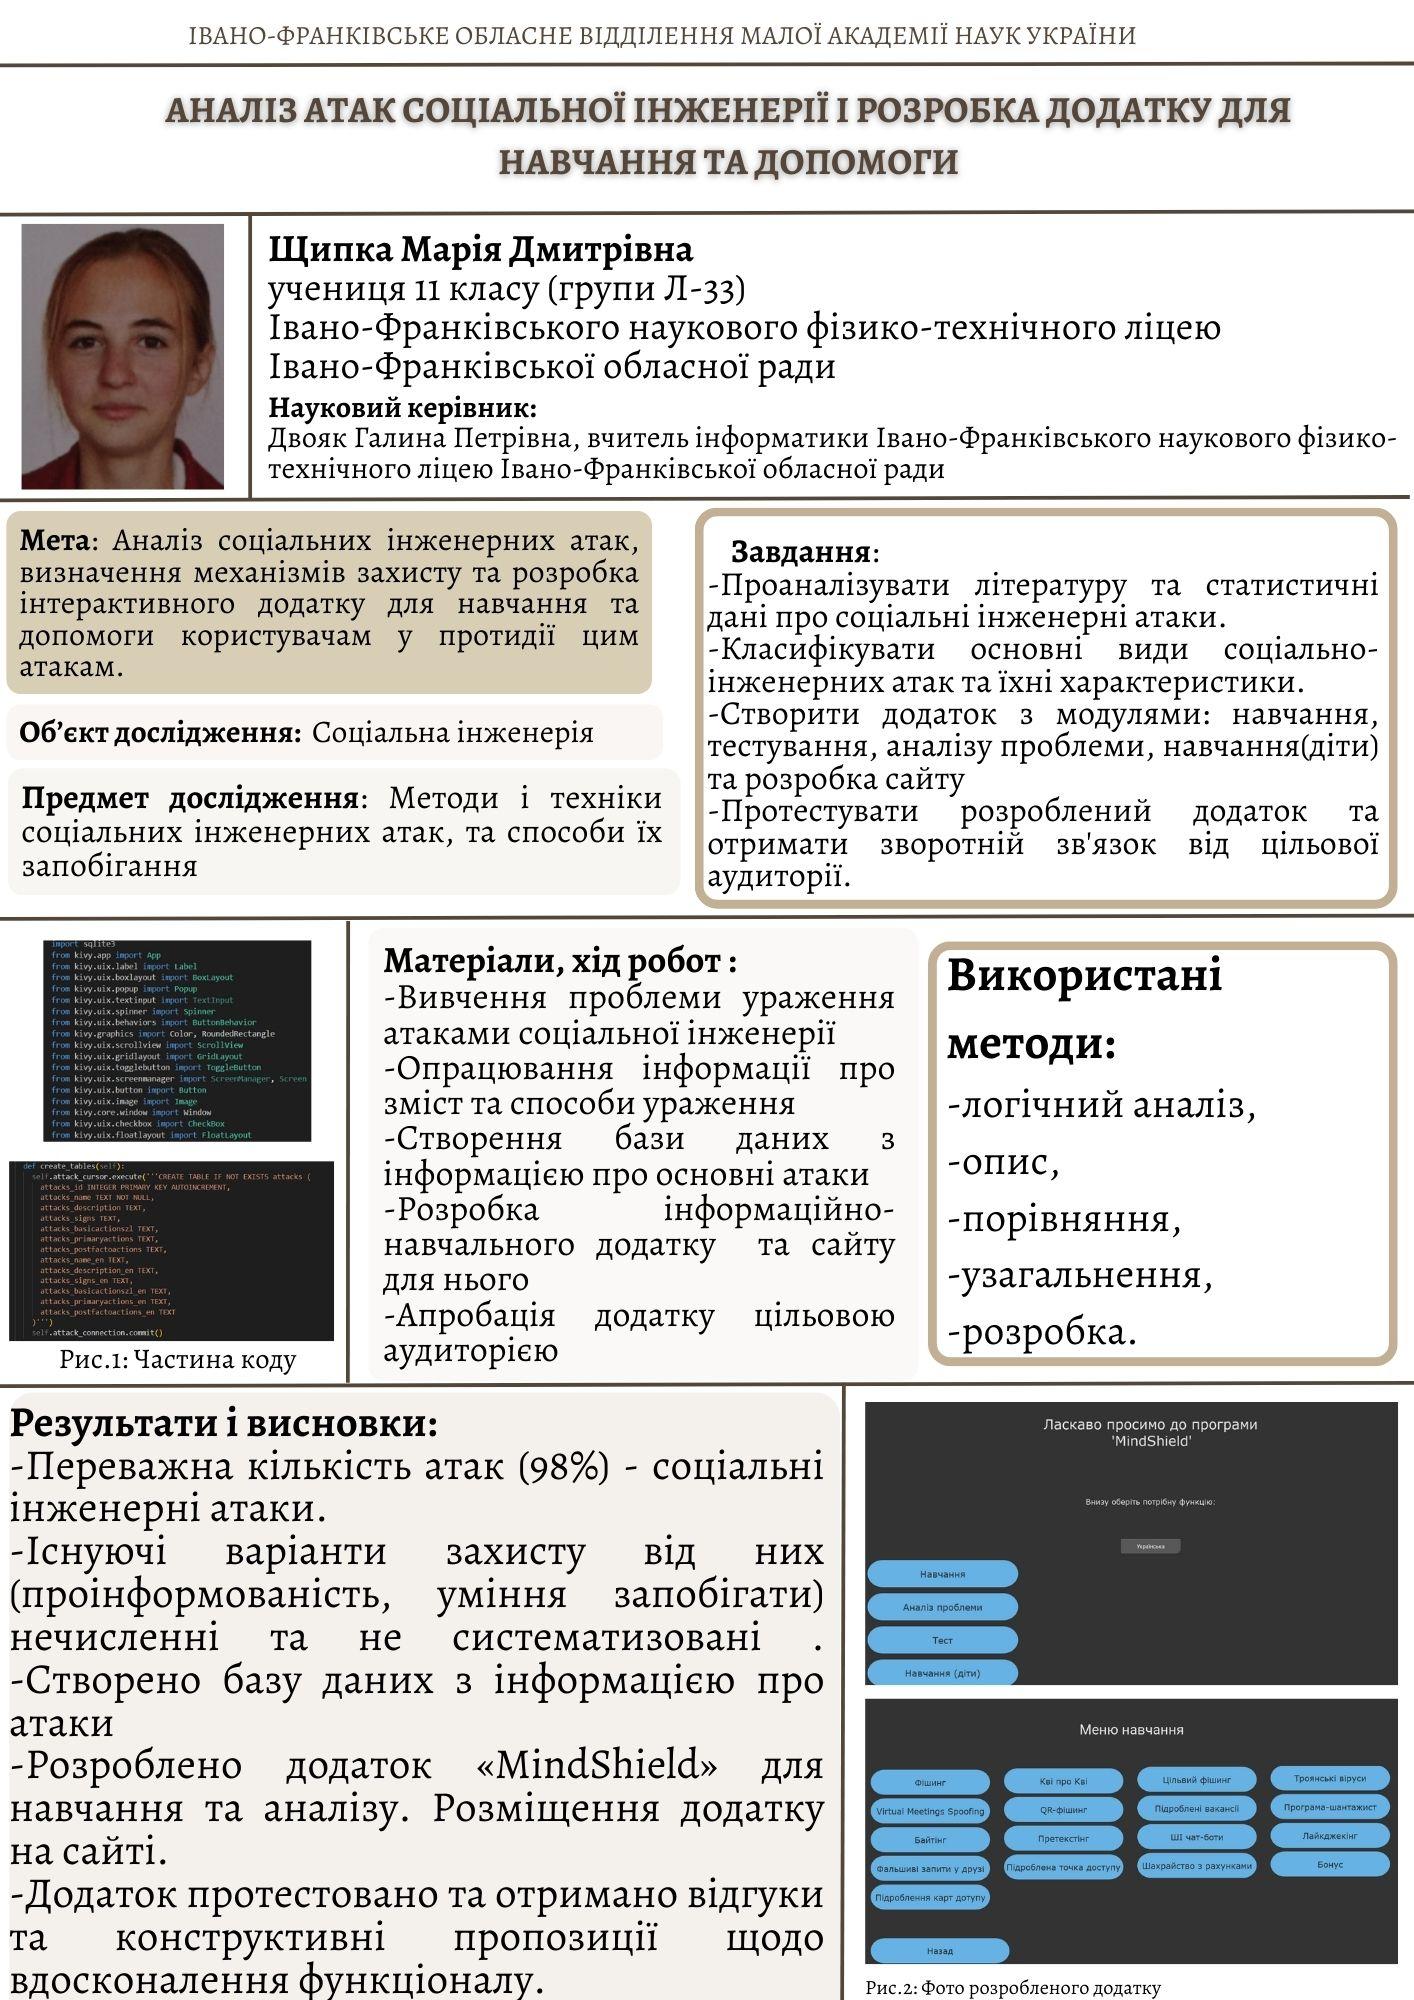 ІВАНО-ФРАНКІВСЬКЕ ОБЛАСНЕ ВІДДІЛЕННЯ МАЛОЇ АКАДЕМІЇ НАУК УКРАЇНИ
АНАЛІЗ АТАК СОЦІАЛЬНОЇ ІНЖЕНЕРІЇ І РОЗРОБКА ДОДАТКУ ДЛЯ
НАВЧАННЯ ТА ДОПОМОГИ
Щипка Марія Дмитрівна
учениця 11 класу (групи Л-33)
Івано-Франківського наукового фізико-технічного ліцею
Івано-Франківської обласної ради
Науковий керівник:
Двояк Галина Петрівна, вчитель інформатики Івано-Франківського наукового фізико-
технічного ліцею Івано-Франківської обласної ради
Мета: Аналіз соціальних інженерних атак,
визначення механізмів захисту та розробка
інтерактивного додатку для навчання та
допомоги користувачам у протидії цим
атакам.
Об’єкт дослідження: Соціальна інженерія
Предмет дослідження: Методи і техніки
соціальних інженерних атак, та способи їх
запобігання
Завдання:
-Проаналізувати літературу та статистичні
дані про соціальні інженерні атаки.
-Класифікувати основні види соціально-
інженерних атак та їхні характеристики.
-Створити додаток з модулями: навчання,
тестування, аналізу проблеми, навчання(діти)
та розробка сайту
-Протестувати розроблений додаток та
отримати зворотній зв'язок від цільової
аудиторії.
import sqlite3
from kivy.app import App
from kivy.uix.label import Label
from kivy.uix.boxlayout import BoxLayout
from kivy.uix.popup import Popup
from kivy.uix.textinput import TextInput
from kivy.uix.spinner import Spinner
from kivy.uix.behaviors import ButtonBehavior
from kivy.graphics import Color, RoundedRectangle
from kivy.uix.scrollview import ScrollView
from kivy.uix.gridlayout import GridLayout
from kivy.uix.togglebutton import ToggleButton
from kivy.uix.screenmanager import ScreenManager, Screen
from kivy.uix.button import Button
from kivy.uix.image import Image
from kivy.core.window import Window
from kivy.uix.checkbox import CheckBox
from kivy.uix.floatlayout import FloatLayout
def create_tables(self):
self.attack_cursor.execute('''CREATE TABLE IF NOT EXISTS attacks (
attacks_id INTEGER PRIMARY KEY AUTOINCREMENT,
attacks_name TEXT NOT NULL,
attacks_description TEXT,
attacks_signs TEXT,
attacks_basicactionszl TEXT,
attacks_primaryactions TEXT,
attacks_postfactoactions TEXT,
attacks_name_en TEXT,
attacks_description_en TEXT,
attacks_signs_en TEXT,
attacks_basicactionszl_en TEXT,
attacks_primaryactions_en TEXT,
attacks_postfactoactions_en TEXT
)''')
self.attack_connection.commit()
Рис.1: Частина коду
Матеріали, хід робот :
-Вивчення проблеми ураження
атаками соціальної інженерії
-Опрацювання інформації про
зміст та способи ураження
-Створення бази даних з
інформацією про основні атаки
-Розробка інформаційно-
навчального додатку та сайту
для нього
-Апробація додатку цільовою
аудиторією
Використані
методи:
-логічний аналіз,
-опис,
-порівняння,
-узагальнення,
-розробка.
Результати і висновки:
-Переважна кількість атак (98%) - соціальні
інженерні атаки.
-Існуючі варіанти захисту від них
(проінформованість, уміння запобігати)
нечисленні та не систематизовані .
-Створено базу даних з інформацією про
атаки
-Розроблено додаток «MindShield» для
навчання та аналізу. Розміщення додатку
на сайті.
-Додаток протестовано та отримано відгуки
та конструктивні пропозиції щодо
вдосконалення функціоналу.
Ласкаво просимо до програми
'MindShield'
Внизу оберіть потрібну функцію:
Українська
Навчання
Аналіз проблеми
Тест
Навчання (діти)
Меню навчання
Фішинг Кві про Кві Цільвий фішинг Троянські віруси
Virtual Meetings Spoofing QR-фішинг Підроблені вакансії Програма-шантажист
Байтінг Претекстінг ШІ чат-боти Лайкджекінг
Фальшиві запити у друзі Підроблена точка доступу Шахрайство з рахунками Бонус
Підроблення карт дотупу
Назад
Рис.2: Фото розробленого додатку